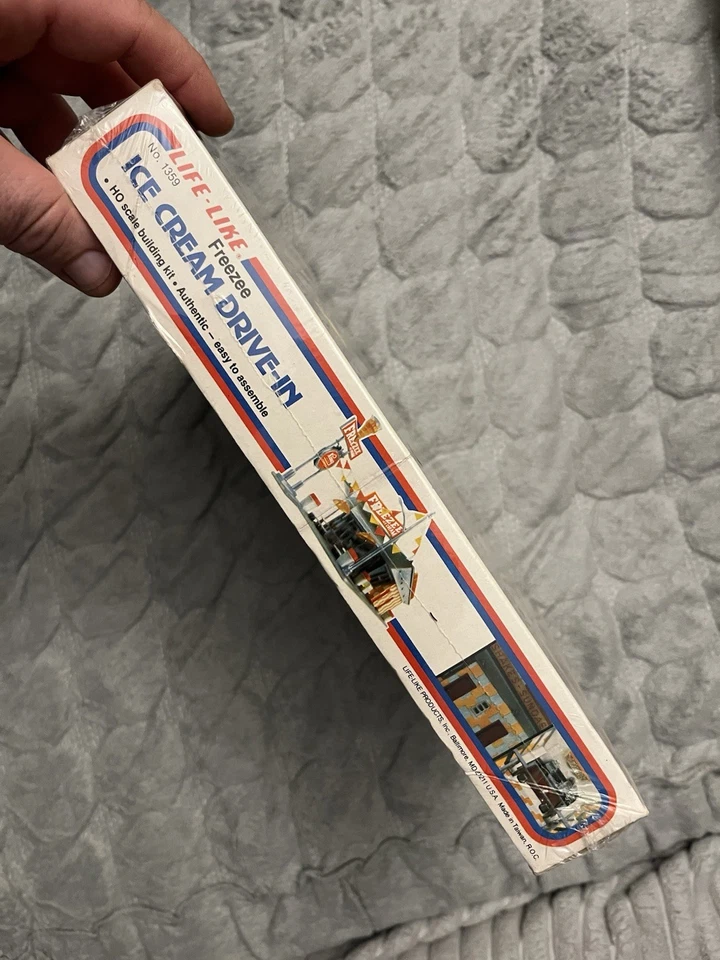 LIFE-LIKE
No. 1359
Freezee
ICE CREAM DRIVE-IN
• HO scale building kit • Authentic – easy to assemble
FREEZEE
LIFE-LIKE PRODUCTS, Inc. Baltimore, MD 21211 U.S.A. Made in Taiwan, R.O.C.